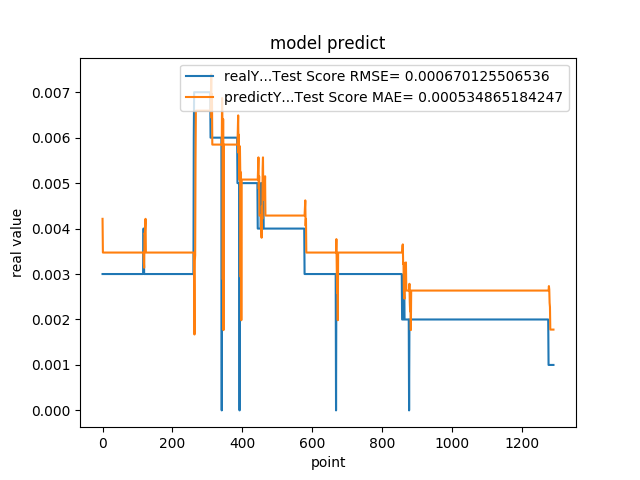 model predict
realY...Test Score RMSE= 0.000670125506536
predictY...Test Score MAE= 0.000534865184247
0.007
0.006
0.005
0.004
0.003
0.002
0.001
0.000
real value
0 200 400 600 800 1000 1200
point